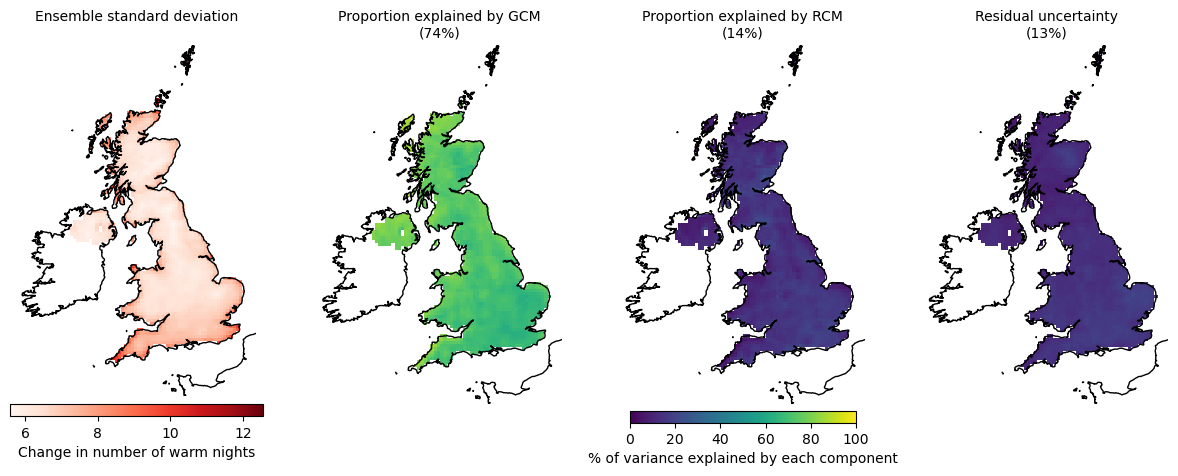 Ensemble standard deviation
Proportion explained by GCM
(74%)
Proportion explained by RCM
(14%)
Residual uncertainty
(13%)
6 8 10 12
Change in number of warm nights
0 20 40 60 80 100
% of variance explained by each component